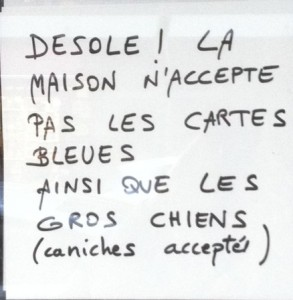 DESOLE! LA
MAISON N'ACCEPTE
PAS LES CARTES
BLEUES
AINSI QUE LES
GROS CHIENS
(caniches acceptés)